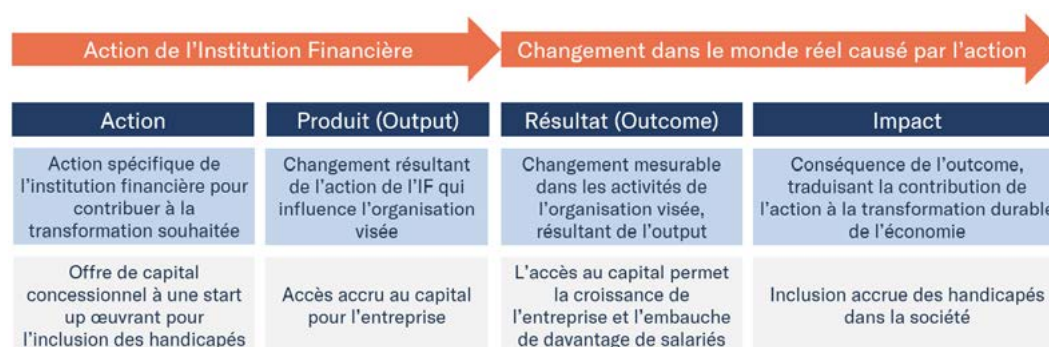 Action de l’Institution Financière
Changement dans le monde réel causé par l’action
Action
Produit (Output)
Résultat (Outcome)
Impact
Action spécifique de
l’institution financière pour
contribuer à la
transformation souhaitée
Changement résultant
de l’action de l’IF qui
influence l’organisation
visée
Changement mesurable
dans les activités de
l’organisation visée,
résultant de l’output
Conséquence de l’outcome,
traduisant la contribution de
l’action à la transformation durable
de l’économie
Offre de capital
concessionnel à une start
up œuvrant pour
l’inclusion des handicapés
Accès accru au capital
pour l’entreprise
L’accès au capital permet
la croissance de
l’entreprise et l’embauche
de davantage de salariés
Inclusion accrue des handicapés
dans la société